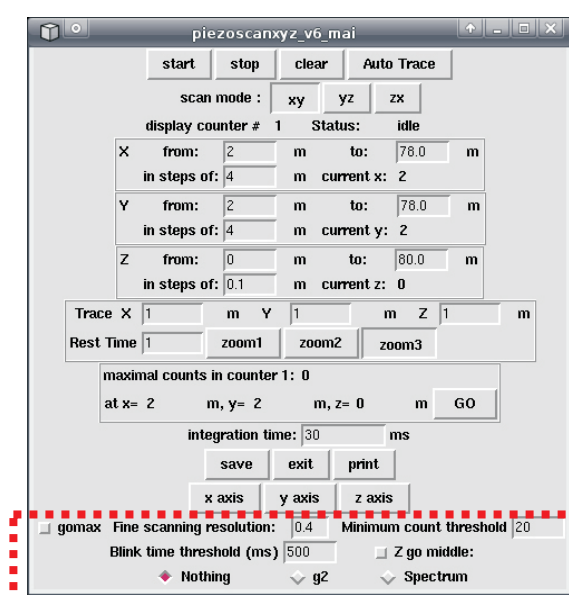 piezoscanxyz_v6_mai
start stop clear Auto Trace
scan mode : xy yz zx
display counter # 1 Status: idle
X from: 2 m to: 78.0 m
in steps of: 4 m current x: 2
Y from: 2 m to: 78.0 m
in steps of: 4 m current y: 2
Z from: 0 m to: 80.0 m
in steps of: 0.1 m current z: 0
Trace X 1 m Y 1 m Z 1 m
Rest Time 1 zoom1 zoom2 zoom3
maximal counts in counter 1: 0
at x= 2 m, y= 2 m, z= 0 m GO
integration time: 30 ms
save exit print
x axis y axis z axis
gomax Fine scanning resolution: 0.4 Minimum count threshold 20
Blink time threshold (ms) 500 Z go middle:
Nothing g2 Spectrum